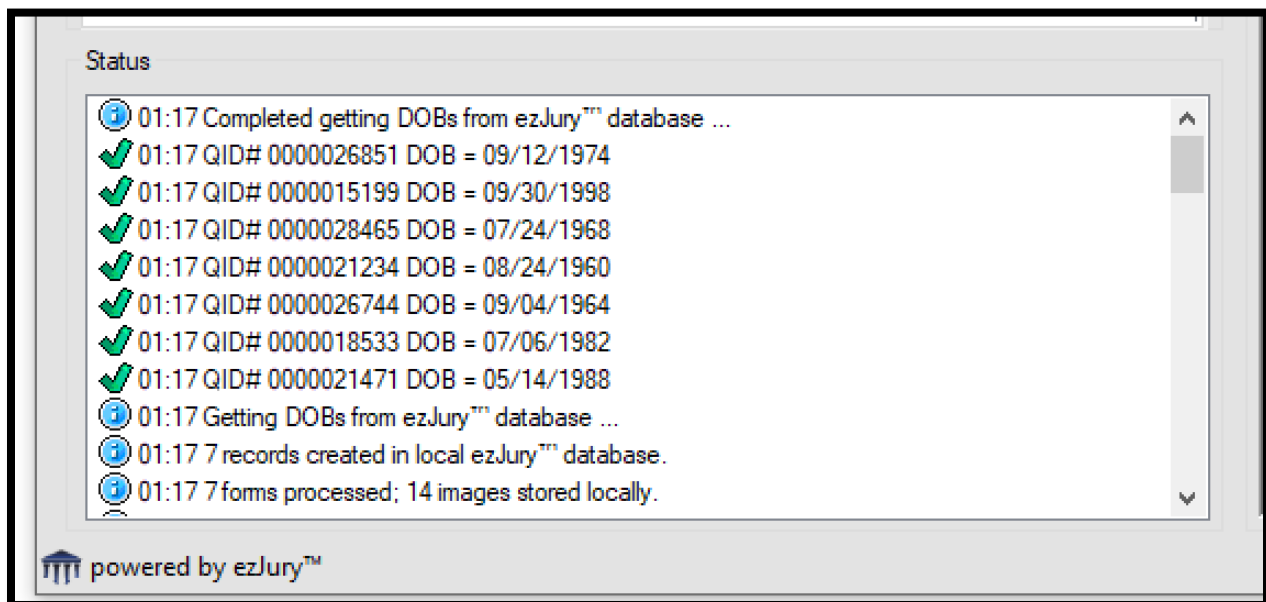 Status
01:17 Completed getting DOBs from ezJury™ database ...
01:17 QID# 0000026851 DOB = 09/12/1974
01:17 QID# 0000015199 DOB = 09/30/1998
01:17 QID# 0000028465 DOB = 07/24/1968
01:17 QID# 0000021234 DOB = 08/24/1960
01:17 QID# 0000026744 DOB = 09/04/1964
01:17 QID# 0000018533 DOB = 07/06/1982
01:17 QID# 0000021471 DOB = 05/14/1988
01:17 Getting DOBs from ezJury™ database ...
01:17 7 records created in local ezJury™ database.
01:17 7 forms processed; 14 images stored locally.
powered by ezJury™